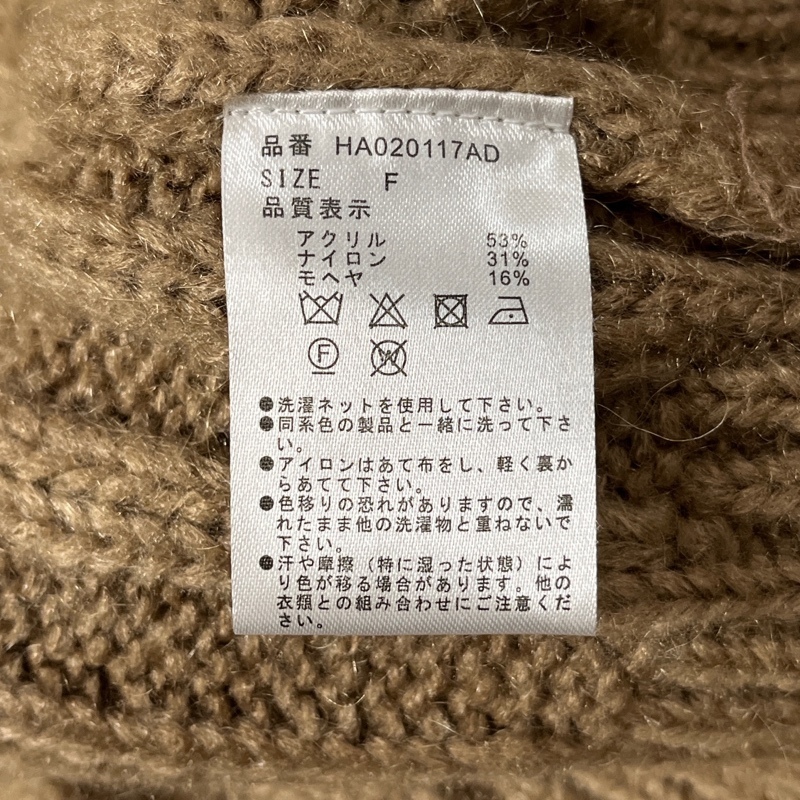 品番 HA020117AD
SIZE F
品質表示
アクリル 53%
ナイロン 31%
モヘヤ 16%
F W
●洗濯ネットを使用して下さい。
●同系色の製品と一緒に洗って下さ
い。
●アイロンはあて布をし、軽く裏か
らあてて下さい。
●色移りの恐れがありますので、濡
れたまま他の洗濯物と重ねないで
下さい。
●汗や摩擦（特に湿った状態）によ
り色が移る場合があります。他の
衣類との組み合わせにご注意くだ
さい。